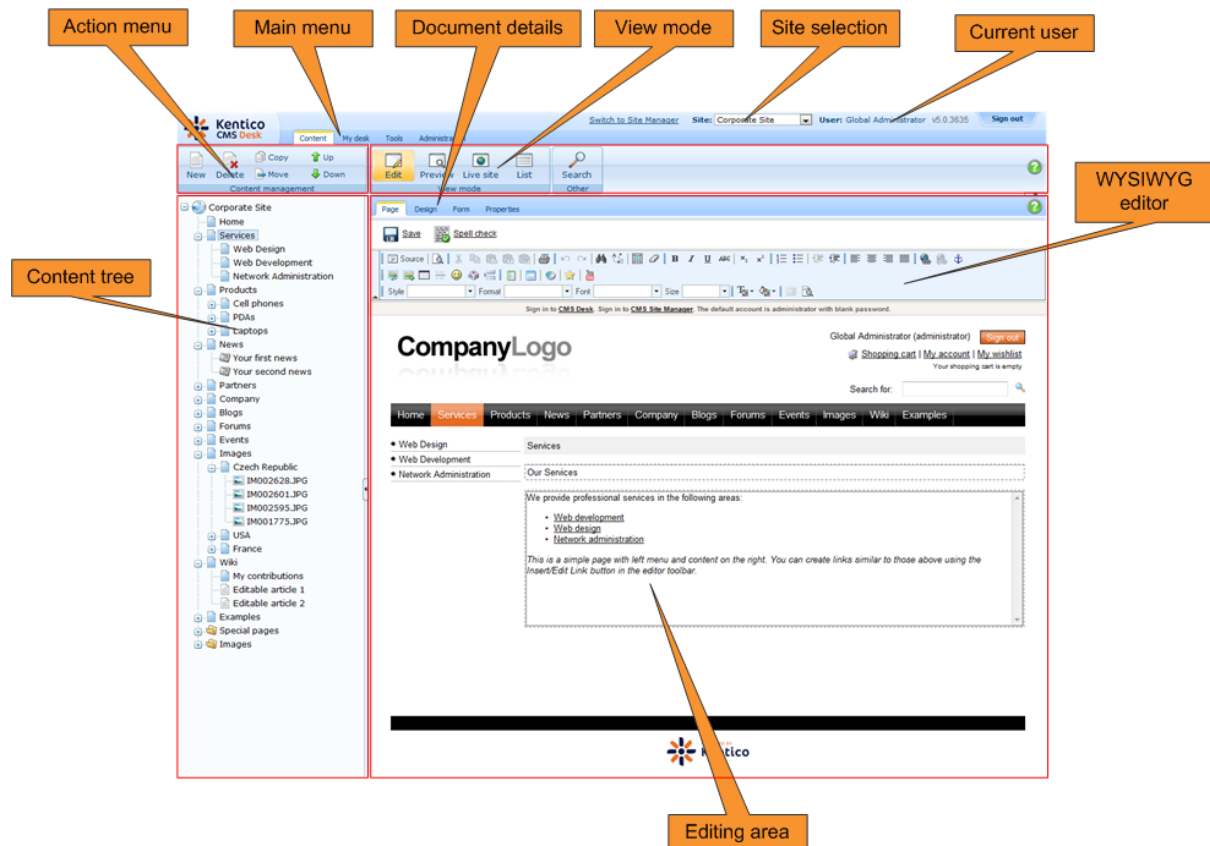 Action menu
Main menu
Document details
View mode
Site selection
Current user
Kentico
CMS Desk
Switch to Site Manager Site: Corporate Site User: Global Administrator v5.0.3635 Sign out
Content My desk Tools
New Delete Copy Move Up Down
Content management
Edit Preview Live site List
View mode
Search
Other
WYSIWYG
editor
Content tree
Corporate Site
Home
Services
Web Design
Web Development
Network Administration
Products
Cell phones
PDAs
Laptops
News
Your first news
Your second news
Partners
Company
Blogs
Forums
Events
Images
Czech Republic
IM002628.JPG
IM002601.JPG
IM002595.JPG
IM001775.JPG
USA
France
Wiki
My contributions
Editable article 1
Editable article 2
Examples
Special pages
Images
Page Design Form Properties
Save Spell check
Source B I U ABC
Style Format Font Size
Sign in to CMS Desk. Sign in to CMS Site Manager. The default account is administrator with blank password.
CompanyLogo
Global Administrator (administrator) Sign out
Shopping cart | My account | My wishlist
Your shopping cart is empty
Search for:
Home Services Products News Partners Company Blogs Forums Events Images Wiki Examples
Web Design
Web Development
Network Administration
Services
Our Services
We provide professional services in the following areas:
• Web development
• Web design
• Network administration
This is a simple page with left menu and content on the right. You can create links similar to those above using the
Insert/Edit Link button in the editor toolbar.
Editing area